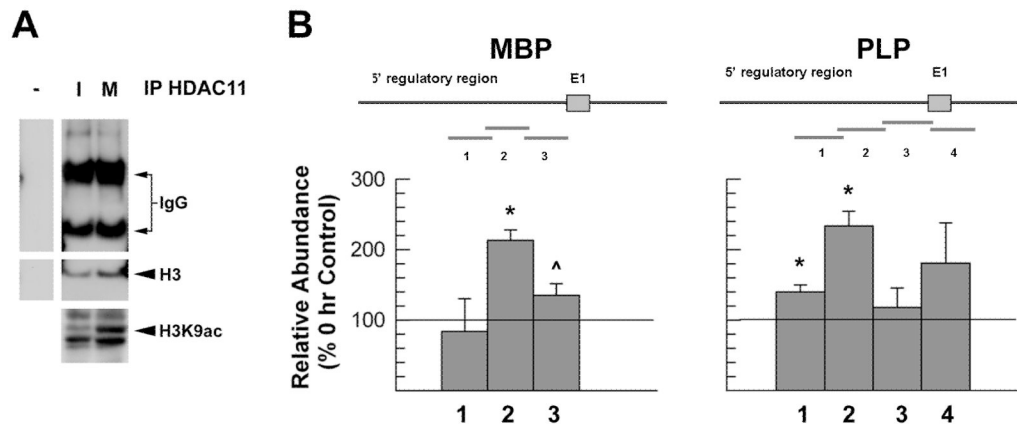 A
- I M IP HDAC11
IgG
H3
H3K9ac
B
MBP
5' regulatory region E1
1 2 3
Relative Abundance
(% 0 hr Control)
300
200
100
* ^
1 2 3
PLP
5' regulatory region E1
1 2 3 4
* *
1 2 3 4